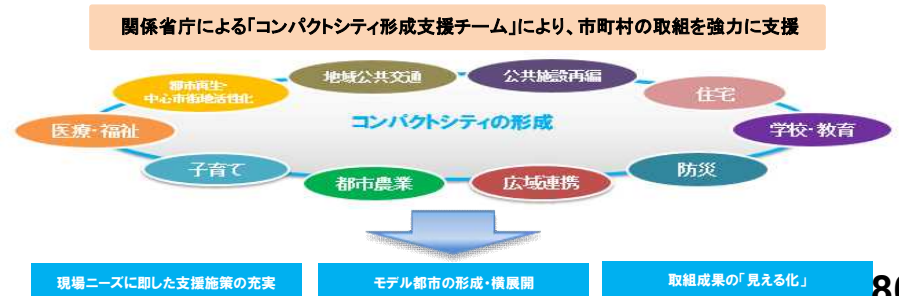 関係省庁による「コンパクトシティ形成支援チーム」により、市町村の取組を強力に支援
地域公共交通
公共施設再編
都市再生・
中心市街地活性化
住宅
医療・福祉
コンパクトシティの形成
学校・教育
子育て
防災
都市農業
広域連携
現場ニーズに即した支援施策の充実
モデル都市の形成・横展開
取組成果の「見える化」